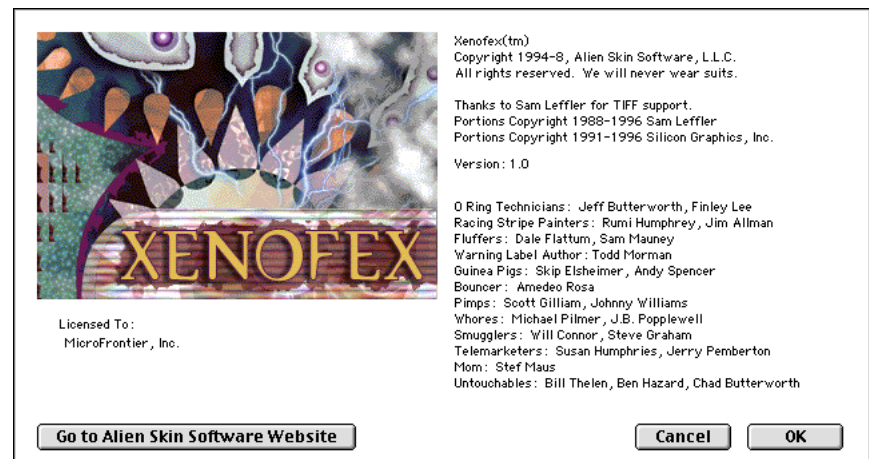 XENOFEX
Licensed To:
MicroFrontier, Inc.
Xenofex(tm)
Copyright 1994-8, Alien Skin Software, L.L.C.
All rights reserved. We will never wear suits.
Thanks to Sam Leffler for TIFF support.
Portions Copyright 1988-1996 Sam Leffler
Portions Copyright 1991-1996 Silicon Graphics, Inc.
Version: 1.0
O Ring Technicians: Jeff Butterworth, Finley Lee
Racing Stripe Painters: Rumi Humphrey, Jim Allman
Fluffers: Dale Flattum, Sam Mauney
Warning Label Author: Todd Morman
Guinea Pigs: Skip Elsheimer, Andy Spencer
Bouncer: Amedeo Rosa
Pimps: Scott Gilliam, Johnny Williams
Whores: Michael Pilmer, J.B. Popplewell
Smugglers: Will Connor, Steve Graham
Telemarketers: Susan Humphries, Jerry Pemberton
Mom: Stef Maus
Untouchables: Bill Thelen, Ben Hazard, Chad Butterworth
Go to Alien Skin Software Website
Cancel
OK